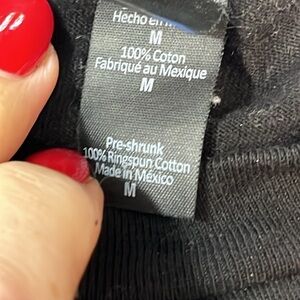 Hecho en
M
100% Coton
Fabriqué au Mexique
M
Pre-shrunk
100% Ringspun Cotton
Made in México
M